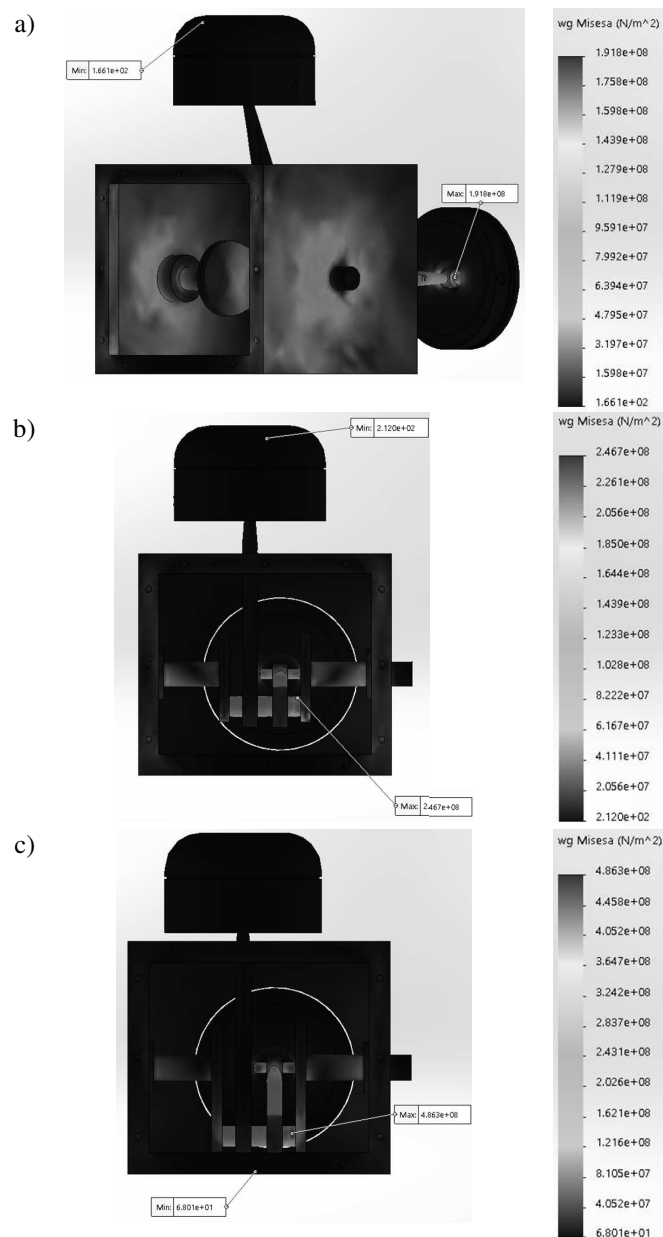 a)
wg Misesa (N/m^2)
1.918e+08
1.758e+08
1.598e+08
1.439e+08
1.279e+08
1.119e+08
9.591e+07
7.992e+07
6.394e+07
4.795e+07
3.197e+07
1.598e+07
1.661e+02
Min: 1.661e+02
Max: 1.918e+08
b)
wg Misesa (N/m^2)
2.467e+08
2.261e+08
2.056e+08
1.850e+08
1.644e+08
1.439e+08
1.233e+08
1.028e+08
8.222e+07
6.167e+07
4.111e+07
2.056e+07
2.120e+02
Min: 2.120e+02
Max: 2.467e+08
c)
wg Misesa (N/m^2)
4.863e+08
4.458e+08
4.052e+08
3.647e+08
3.242e+08
2.837e+08
2.431e+08
2.026e+08
1.621e+08
1.216e+08
8.105e+07
4.052e+07
6.801e+01
Max: 4.863e+08
Min: 6.801e+01